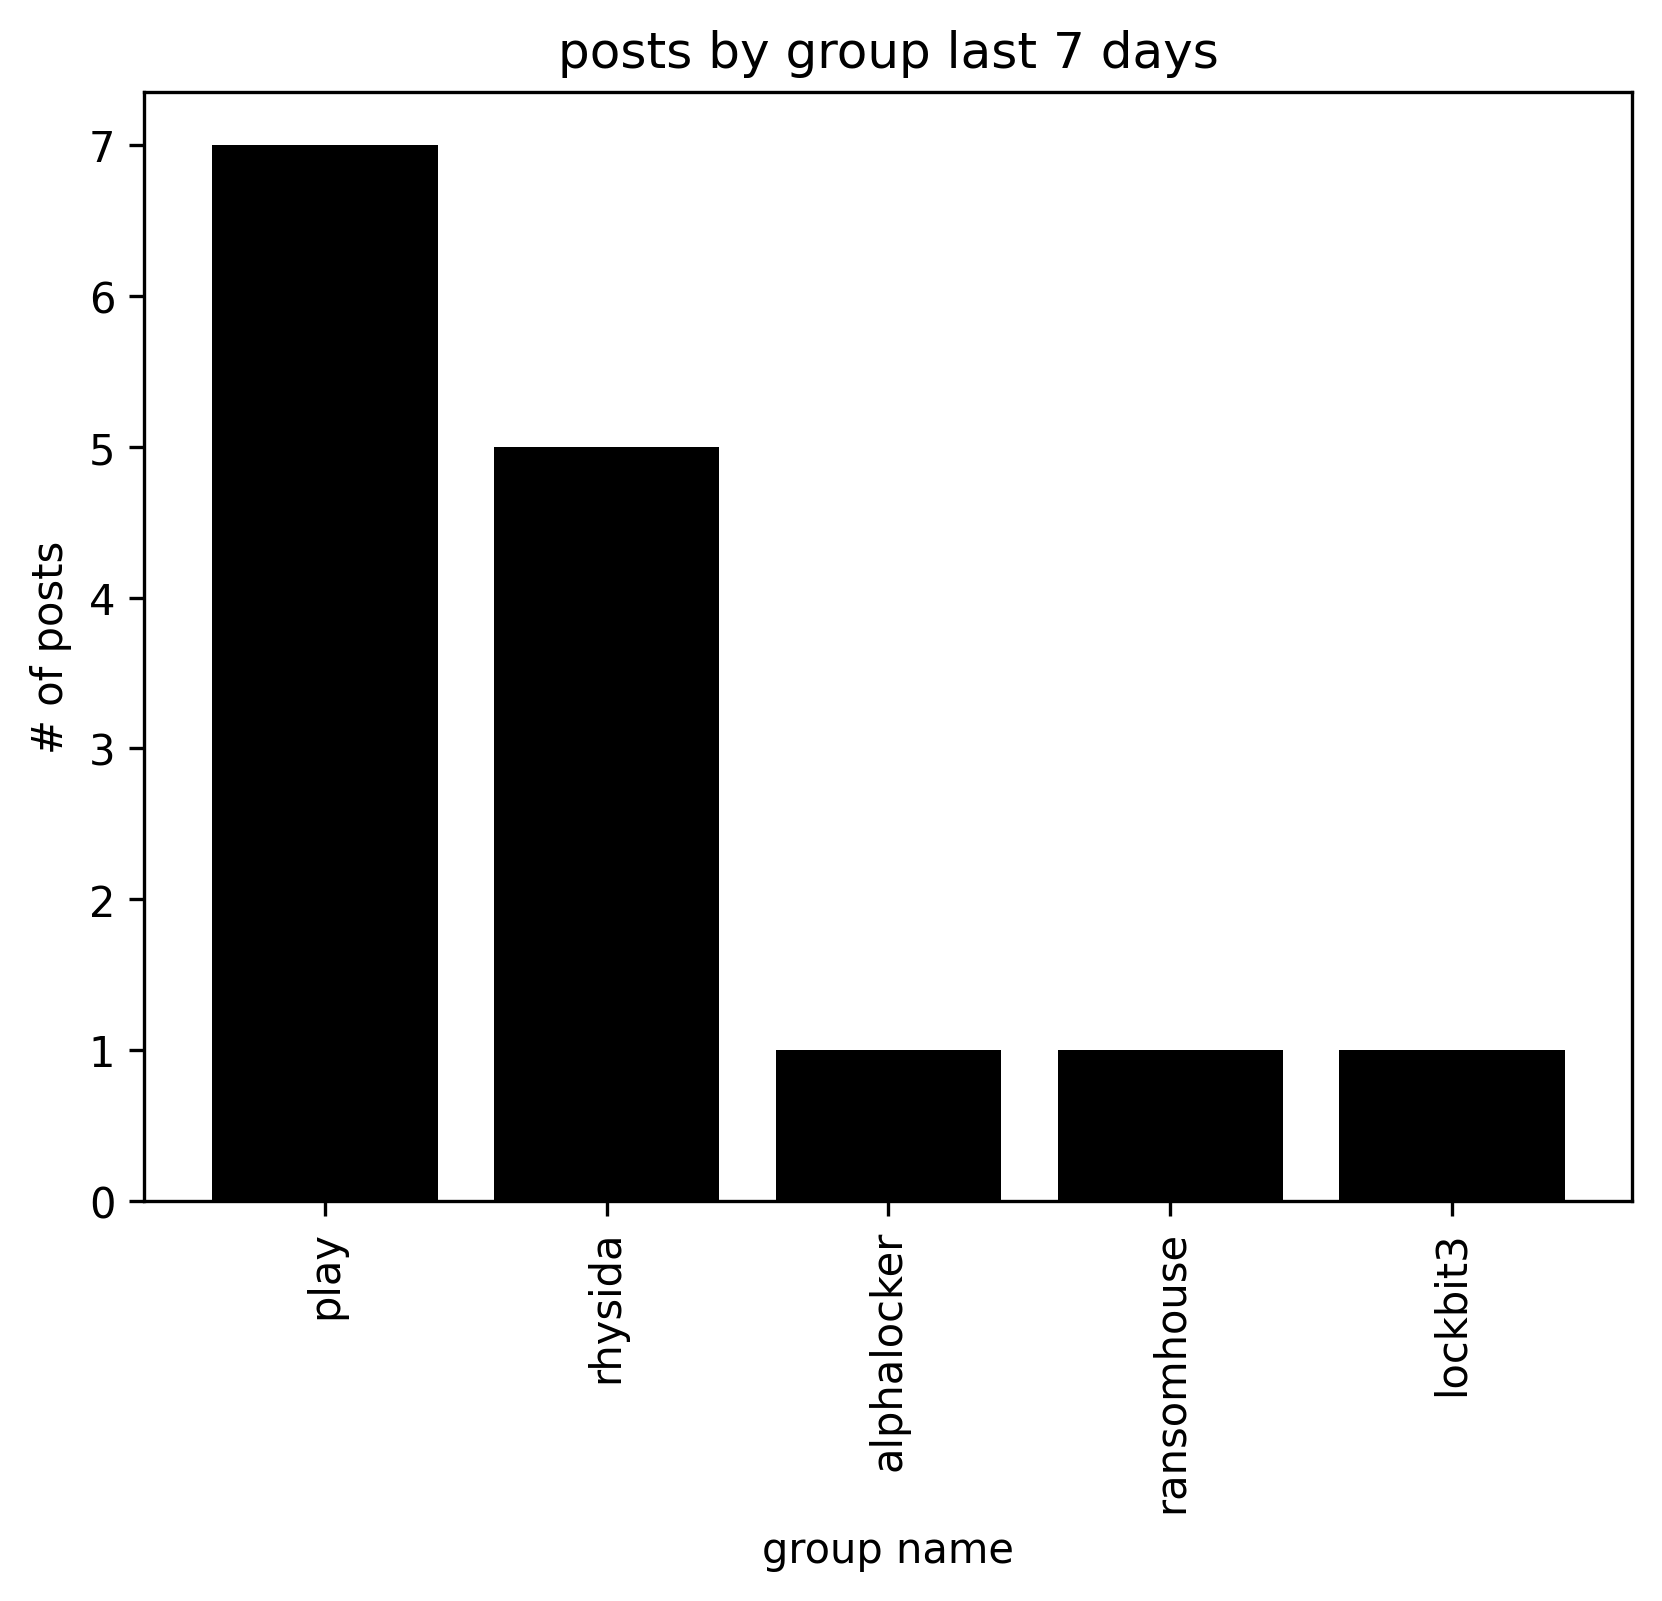 posts by group last 7 days
# of posts
7
6
5
4
3
2
1
0
play
rhysida
alphalocker
ransomhouse
lockbit3
group name